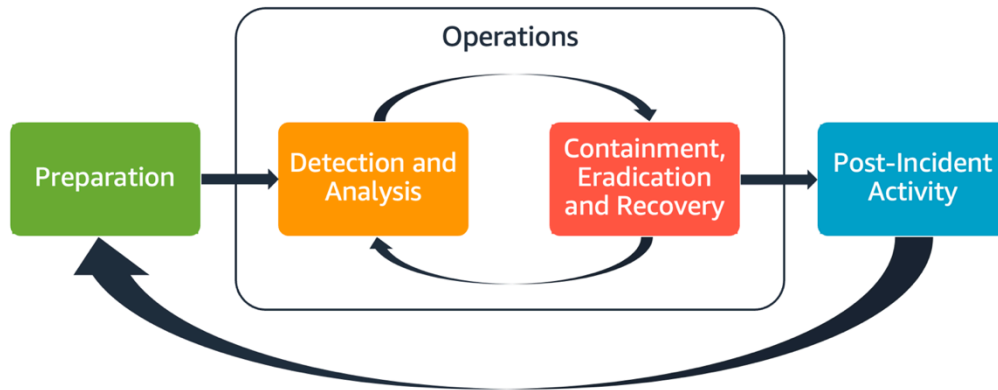 Operations
Preparation
Detection and
Analysis
Containment,
Eradication
and Recovery
Post-Incident
Activity